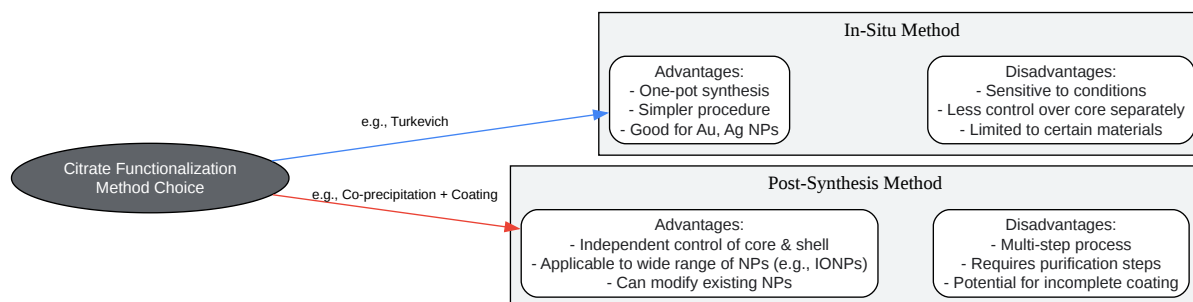 Citrate Functionalization
Method Choice
e.g., Turkevich
e.g., Co-precipitation + Coating
In-Situ Method
Advantages:
- One-pot synthesis
- Simpler procedure
- Good for Au, Ag NPs
Disadvantages:
- Sensitive to conditions
- Less control over core separately
- Limited to certain materials
Post-Synthesis Method
Advantages:
- Independent control of core & shell
- Applicable to wide range of NPs (e.g., IONPs)
- Can modify existing NPs
Disadvantages:
- Multi-step process
- Requires purification steps
- Potential for incomplete coating